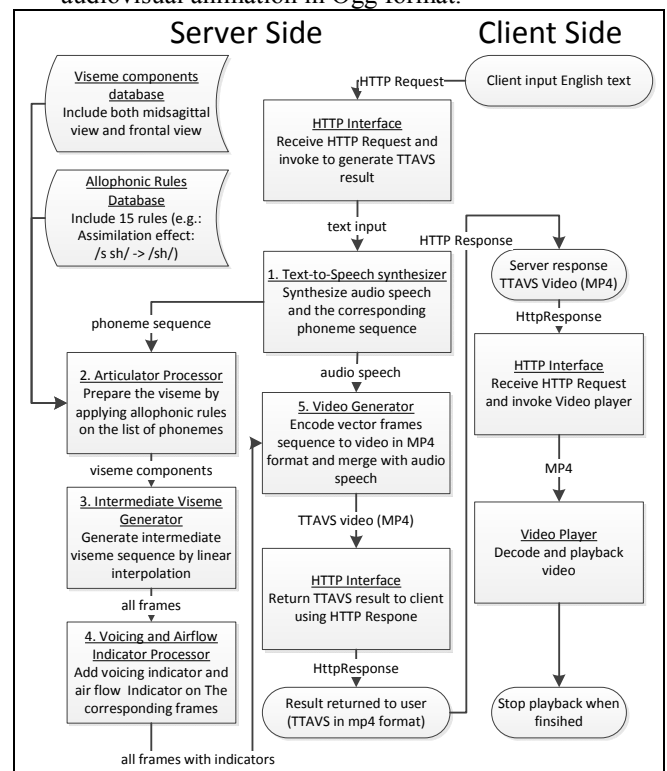 audiovisual animation in Ogg format.
Server Side
Client Side
Viseme components
database
Include both midsagittal
view and frontal view
HTTP Request
Client input English text
HTTP Interface
Receive HTTP Request and
invoke to generate TTAVS
result
Allophonic Rules
Database
Include 15 rules (e.g.:
Assimilation effect:
/s sh/ -> /sh/)
text input
HTTP Response
1. Text-to-Speech synthesizer
Synthesize audio speech
and the corresponding
phoneme sequence
Server response
TTAVS Video (MP4)
phoneme sequence
HttpResponse
audio speech
2. Articulator Processor
Prepare the viseme by
applying allophonic rules
on the list of phonemes
HTTP Interface
Receive HTTP Request
and invoke Video player
5. Video Generator
Encode vector frames
sequence to video in MP4
format and merge with audio
speech
viseme components
MP4
3. Intermediate Viseme
Generator
Generate intermediate
viseme sequence by linear
interpolation
TTAVS video (MP4)
Video Player
Decode and playback
video
HTTP Interface
Return TTAVS result to client
using HTTP Respone
all frames
4. Voicing and Airflow
Indicator Processor
Add voicing indicator and
air flow Indicator on The
corresponding frames
HttpResponse
Result returned to user
(TTAVS in mp4 format)
Stop playback when
finsihed
all frames with indicators